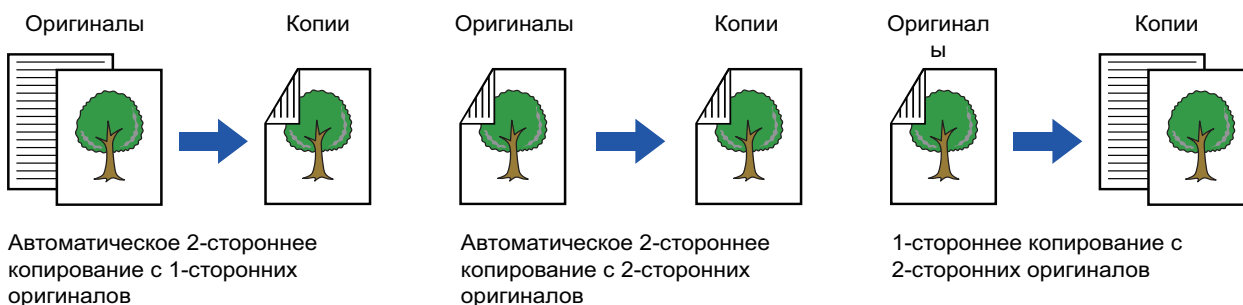 Оригиналы
Копии
Оригиналы
Копии
Оригинал
ы
Копии
Автоматическое 2-стороннее
копирование с 1-сторонних
оригиналов
Автоматическое 2-стороннее
копирование с 2-сторонних
оригиналов
1-стороннее копирование с
2-сторонних оригиналов